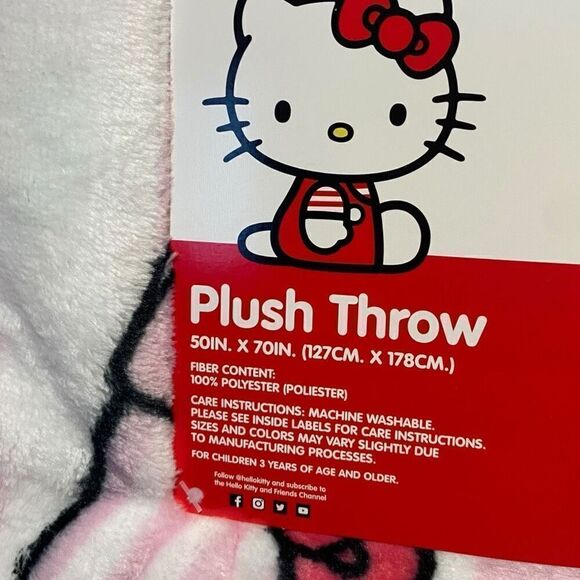 Plush Throw
50IN. X 70IN. (127CM. X 178CM.)
FIBER CONTENT:
100% POLYESTER (POLIESTER)
CARE INSTRUCTIONS: MACHINE WASHABLE.
PLEASE SEE INSIDE LABELS FOR CARE INSTRUCTIONS.
SIZES AND COLORS MAY VARY SLIGHTLY DUE
TO MANUFACTURING PROCESSES.
FOR CHILDREN 3 YEARS OF AGE AND OLDER.
Follow @hellokitty and subscribe to
the Hello Kitty and Friends Channel